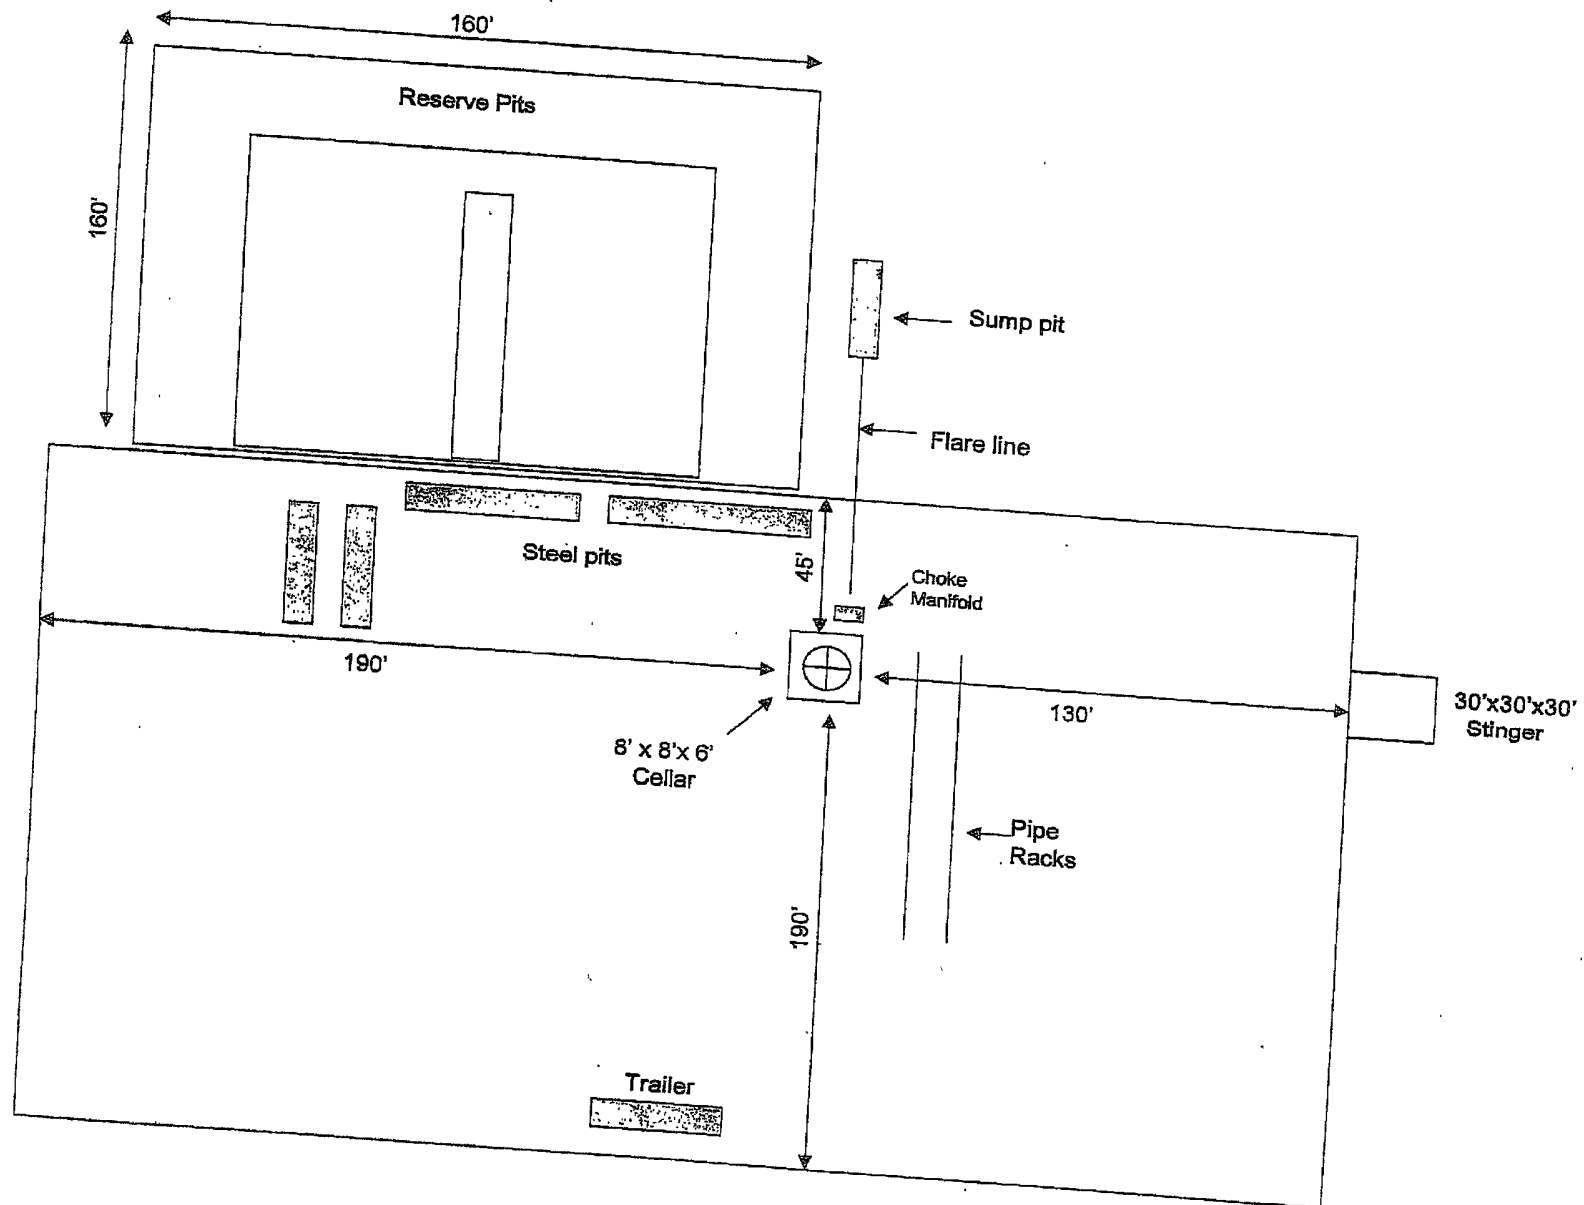 160'
Reserve Pits
160'
Sump pit
Flare line
Steel pits
45'
Choke
Manifold
190'
130'
30'x30'x30'
Stinger
8' x 8'x 6'
Cellar
Pipe
Racks
190'
Trailer